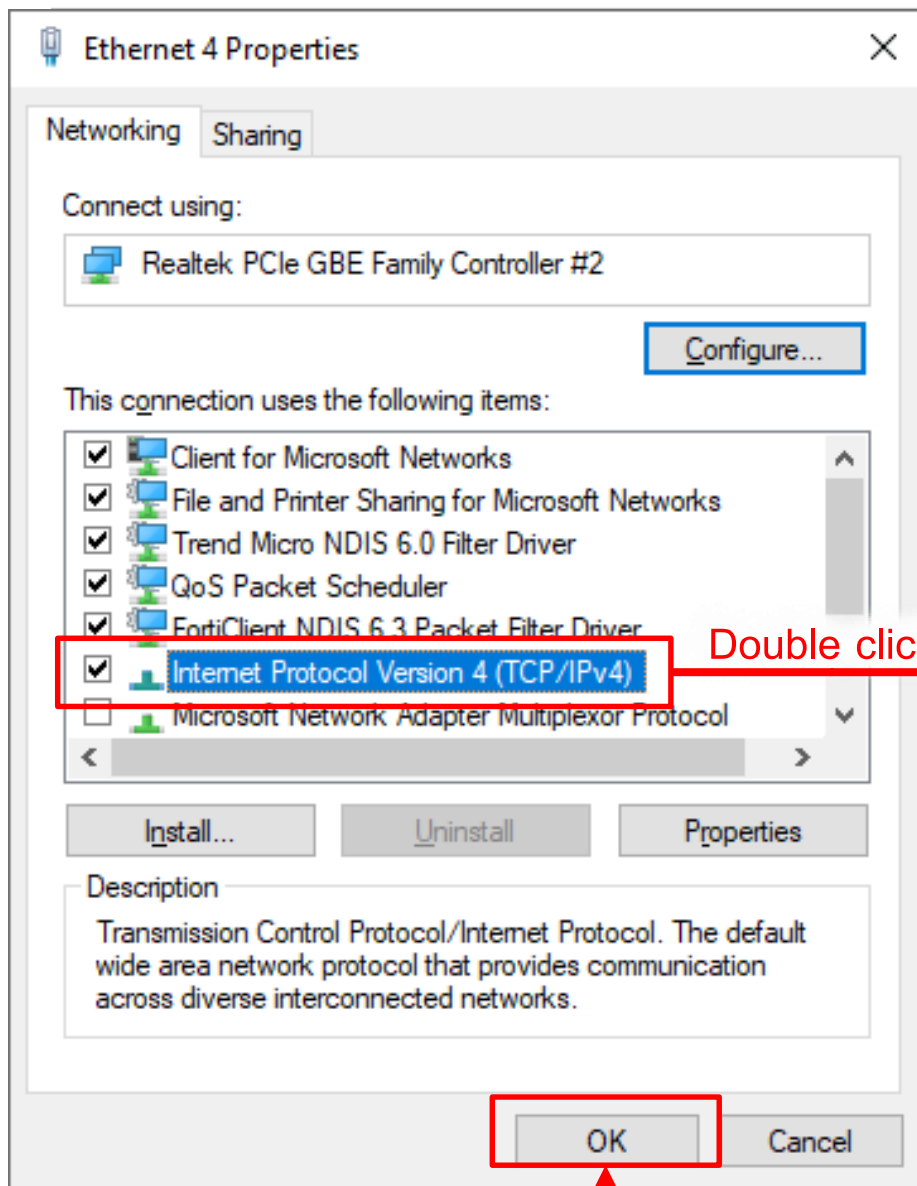 Ethernet 4 Properties
Networking
Sharing
Connect using:
Realtek PCIe GBE Family Controller #2
Configure...
This connection uses the following items:
Client for Microsoft Networks
File and Printer Sharing for Microsoft Networks
Trend Micro NDIS 6.0 Filter Driver
QoS Packet Scheduler
FortiClient NDIS 6.3 Packet Filter Driver
Double clic
Internet Protocol Version 4 (TCP/IPv4)
Microsoft Network Adapter Multiplexor Protocol
Install...
Uninstall
Properties
Description
Transmission Control Protocol/Internet Protocol. The default
wide area network protocol that provides communication
across diverse interconnected networks.
OK
Cancel